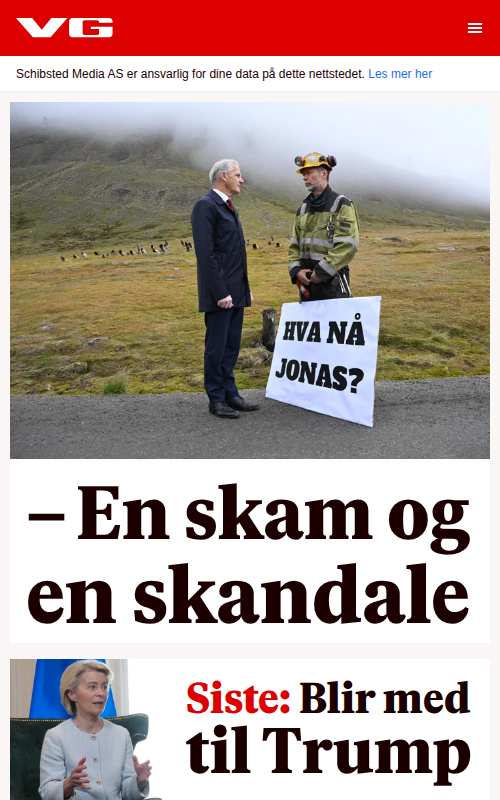 VG
Schibsted Media AS er ansvarlig for dine data på dette nettstedet. Les mer her
HVA NÅ
JONAS?
– En skam og
en skandale
Siste: Blir med
til Trump